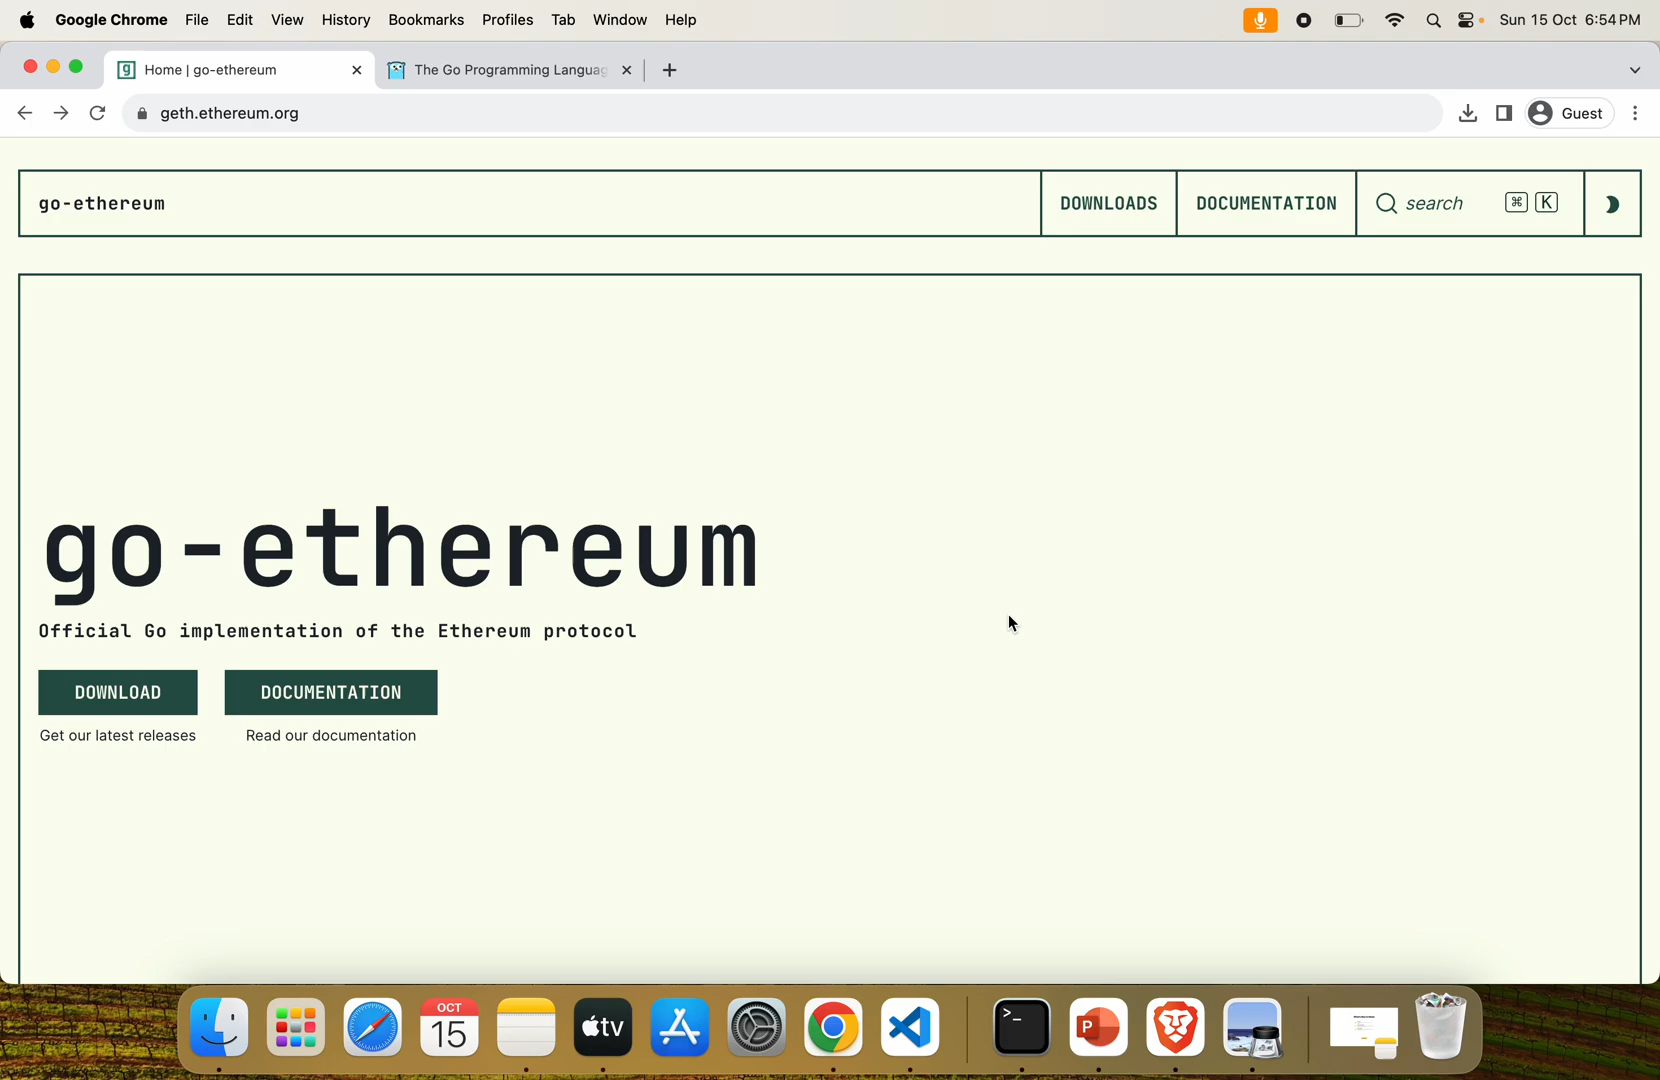 Google Chrome File Edit View History Bookmarks Profiles Tab Window Help Sun 15 Oct 6:54 PM
Home | go-ethereum The Go Programming Languag
geth.ethereum.org Guest
go-ethereum DOWNLOADS DOCUMENTATION search ⌘ K
go-ethereum
Official Go implementation of the Ethereum protocol
DOWNLOAD DOCUMENTATION
Get our latest releases Read our documentation
OCT
15
tv
>_
P